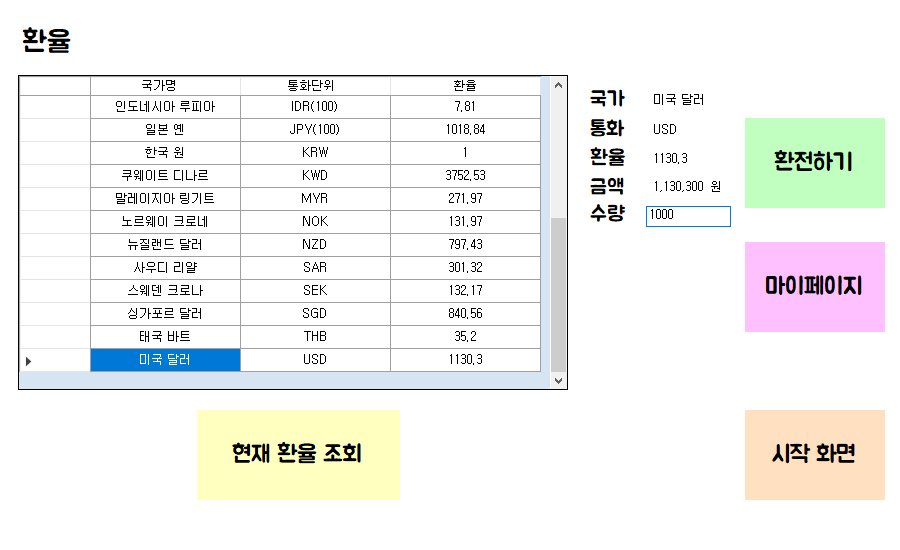 환율
국가명 통화단위 환율
인도네시아 루피아 IDR(100) 7.81
일본 옌 JPY(100) 1018.84
한국 원 KRW 1
쿠웨이트 디나르 KWD 3752.53
말레이지아 링기트 MYR 271.97
노르웨이 크로네 NOK 131.97
뉴질랜드 달러 NZD 797.43
사우디 리얄 SAR 301.32
스웨덴 크로나 SEK 132.17
싱가포르 달러 SGD 840.56
태국 바트 THB 35.2
미국 달러 USD 1130.3
국가 미국 달러
통화 USD
환율 1130.3
금액 1,130,300 원
수량 1000
환전하기
마이페이지
현재 환율 조회
시작 화면